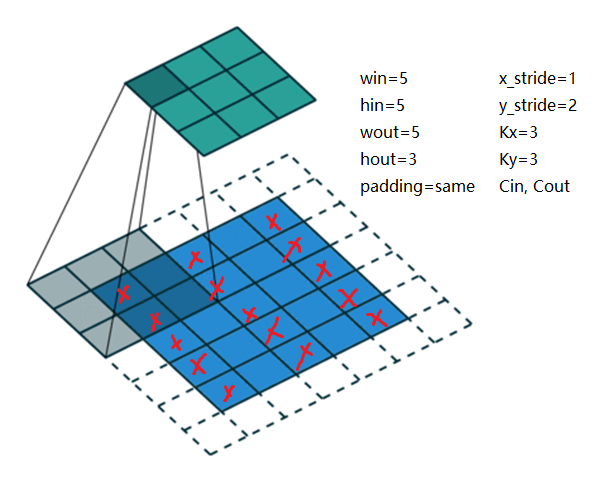 win=5
hin=5
wout=5
hout=3
padding=same
x_stride=1
y_stride=2
Kx=3
Ky=3
Cin, Cout